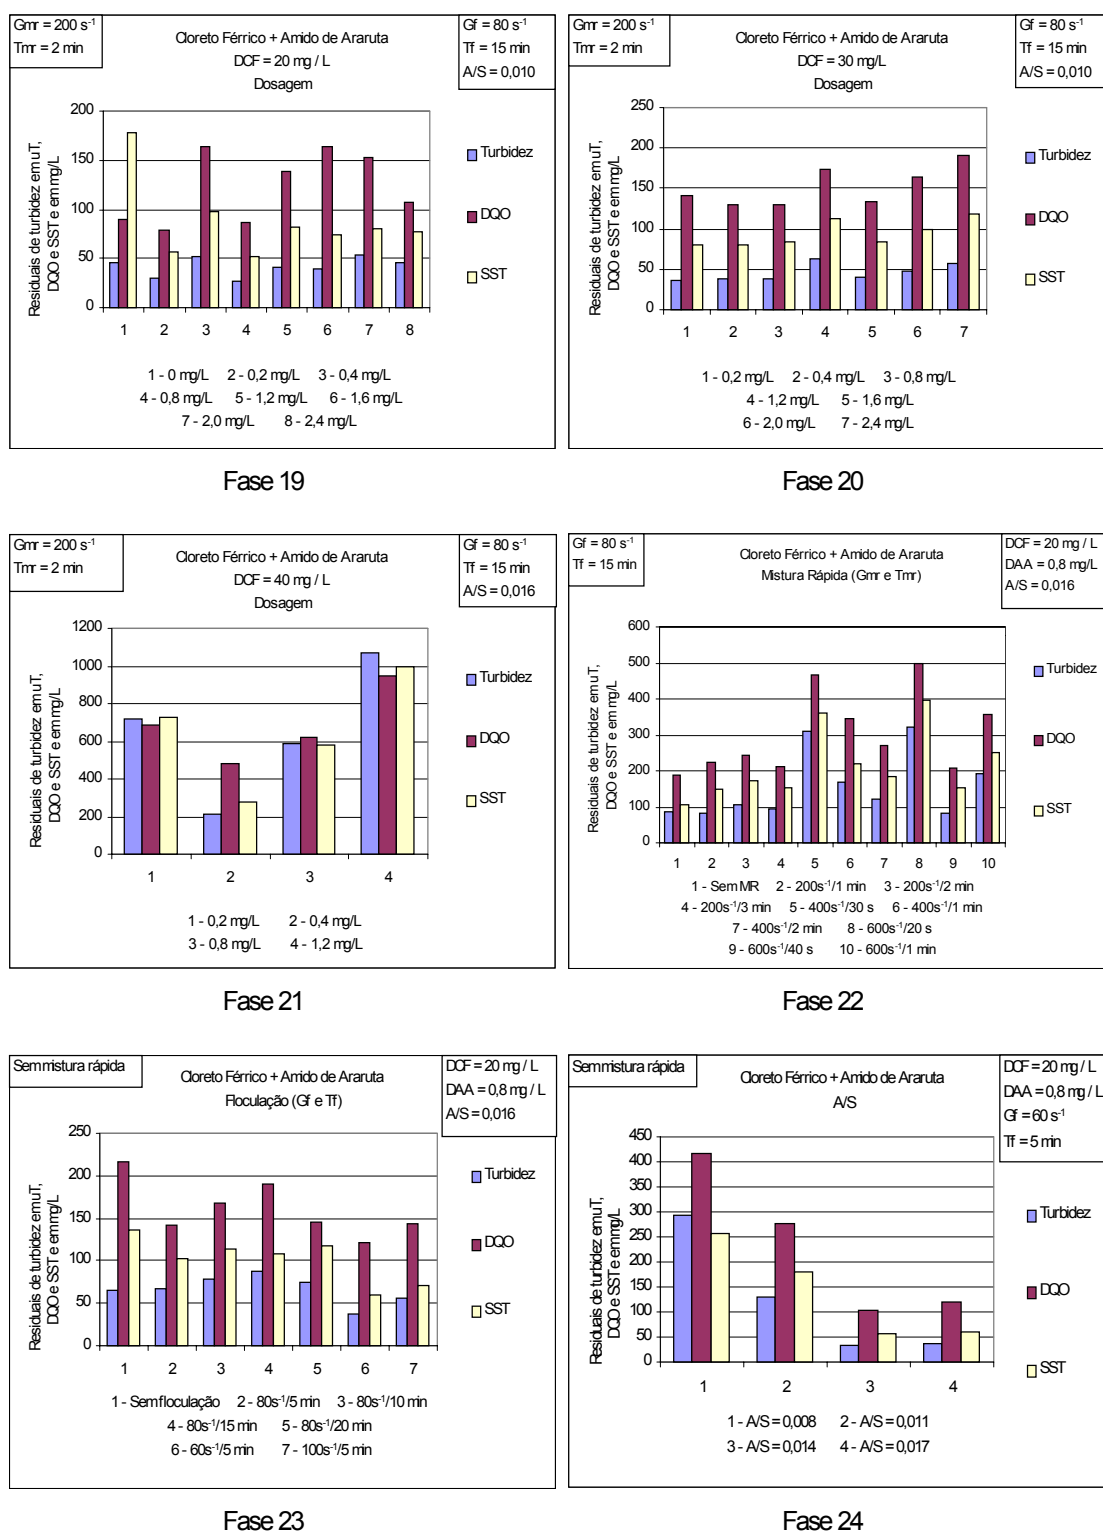 Gmr = 200 s⁻¹
Tmr = 2 min
Cloreto Férrico + Amido de Araruta
DCF = 20 mg / L
Dosagem
Gf = 80 s⁻¹
Tf = 15 min
A/S = 0,010
Residuais de turbidez em uT,
DQO e SST e em mg/L
200
150
100
50
0
1 2 3 4 5 6 7 8
Turbidez
DQO
SST
1 - 0 mg/L 2 - 0,2 mg/L 3 - 0,4 mg/L
4 - 0,8 mg/L 5 - 1,2 mg/L 6 - 1,6 mg/L
7 - 2,0 mg/L 8 - 2,4 mg/L
Fase 19
Gmr = 200 s⁻¹
Tmr = 2 min
Cloreto Férrico + Amido de Araruta
DCF = 30 mg/L
Dosagem
Gf = 80 s⁻¹
Tf = 15 min
A/S = 0,010
Residuais de turbidez em uT,
DQO e SST e em mg/L
250
200
150
100
50
0
1 2 3 4 5 6 7
Turbidez
DQO
SST
1 - 0,2 mg/L 2 - 0,4 mg/L 3 - 0,8 mg/L
4 - 1,2 mg/L 5 - 1,6 mg/L
6 - 2,0 mg/L 7 - 2,4 mg/L
Fase 20
Gmr = 200 s⁻¹
Tmr = 2 min
Cloreto Férrico + Amido de Araruta
DCF = 40 mg / L
Dosagem
Gf = 80 s⁻¹
Tf = 15 min
A/S = 0,016
Residuais de turbidez em uT,
DQO e SST e em mg/L
1200
1000
800
600
400
200
0
1 2 3 4
Turbidez
DQO
SST
1 - 0,2 mg/L 2 - 0,4 mg/L
3 - 0,8 mg/L 4 - 1,2 mg/L
Fase 21
Gf = 80 s⁻¹
Tf = 15 min
Cloreto Férrico + Amido de Araruta
Mistura Rápida (Gmr e Tmr)
DCF = 20 mg / L
DAA = 0,8 mg/L
A/S = 0,016
Residuais de turbidez em uT,
DQO e SST e em mg/L
600
500
400
300
200
100
0
1 2 3 4 5 6 7 8 9 10
Turbidez
DQO
SST
1 - Sem MR 2 - 200s⁻¹/1 min 3 - 200s⁻¹/2 min
4 - 200s⁻¹/3 min 5 - 400s⁻¹/30 s 6 - 400s⁻¹/1 min
7 - 400s⁻¹/2 min 8 - 600s⁻¹/20 s
9 - 600s⁻¹/40 s 10 - 600s⁻¹/1 min
Fase 22
Sem mistura rápida
Cloreto Férrico + Amido de Araruta
Floculação (Gf e Tf)
DCF = 20 mg / L
DAA = 0,8 mg / L
A/S = 0,016
Residuais de turbidez em uT,
DQO e SST e em mg/L
250
200
150
100
50
0
1 2 3 4 5 6 7
Turbidez
DQO
SST
1 - Sem floculação 2 - 80s⁻¹/5 min 3 - 80s⁻¹/10 min
4 - 80s⁻¹/15 min 5 - 80s⁻¹/20 min
6 - 60s⁻¹/5 min 7 - 100s⁻¹/5 min
Fase 23
Sem mistura rápida
Cloreto Férrico + Amido de Araruta
A/S
DCF = 20 mg / L
DAA = 0,8 mg / L
Gf = 60 s⁻¹
Tf = 5 min
Residuais de turbidez em uT,
DQO e SST e em mg/L
450
400
350
300
250
200
150
100
50
0
1 2 3 4
Turbidez
DQO
SST
1 - A/S = 0,008 2 - A/S = 0,011
3 - A/S = 0,014 4 - A/S = 0,017
Fase 24